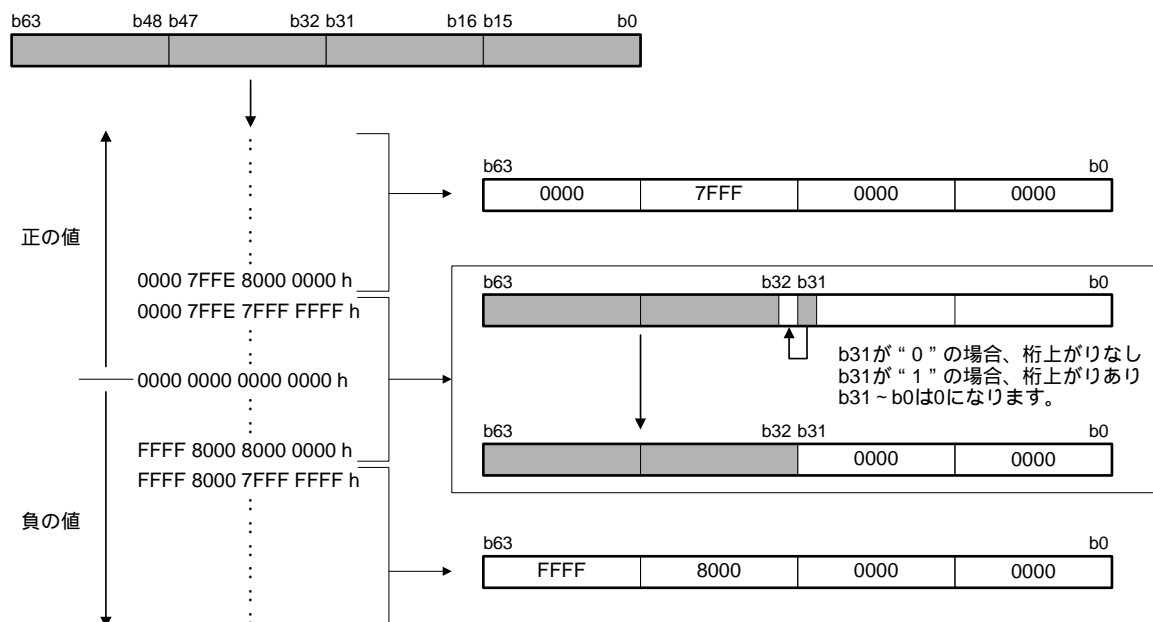 b63 b48 b47 b32 b31 b16 b15 b0
b63 b0
0000 7FFF 0000 0000
正の値
0000 7FFE 8000 0000 h
0000 7FFE 7FFF FFFF h
b63 b32 b31 b0
b31が“0”の場合、桁上がりなし
b31が“1”の場合、桁上がりあり
b31~b0は0になります。
0000 0000 0000 0000 h
b63 b32 b31 b0
0000 0000
FFFF 8000 8000 0000 h
FFFF 8000 7FFF FFFF h
負の値
b63 b0
FFFF 8000 0000 0000